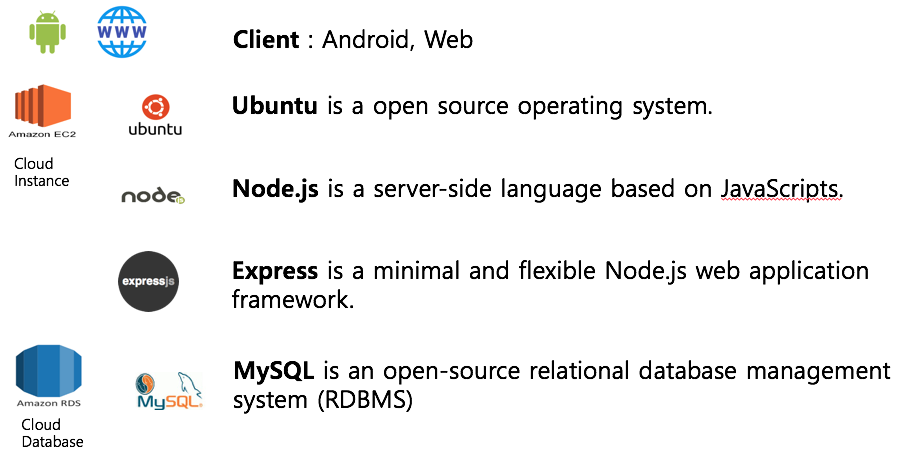 WWW
Client : Android, Web
Amazon EC2
ubuntu
Ubuntu is a open source operating system.
Cloud
Instance
node
js
Node.js is a server-side language based on JavaScripts.
expressjs
Express is a minimal and flexible Node.js web application
framework.
Amazon RDS
MySQL
MySQL is an open-source relational database management
system (RDBMS)
Cloud
Database